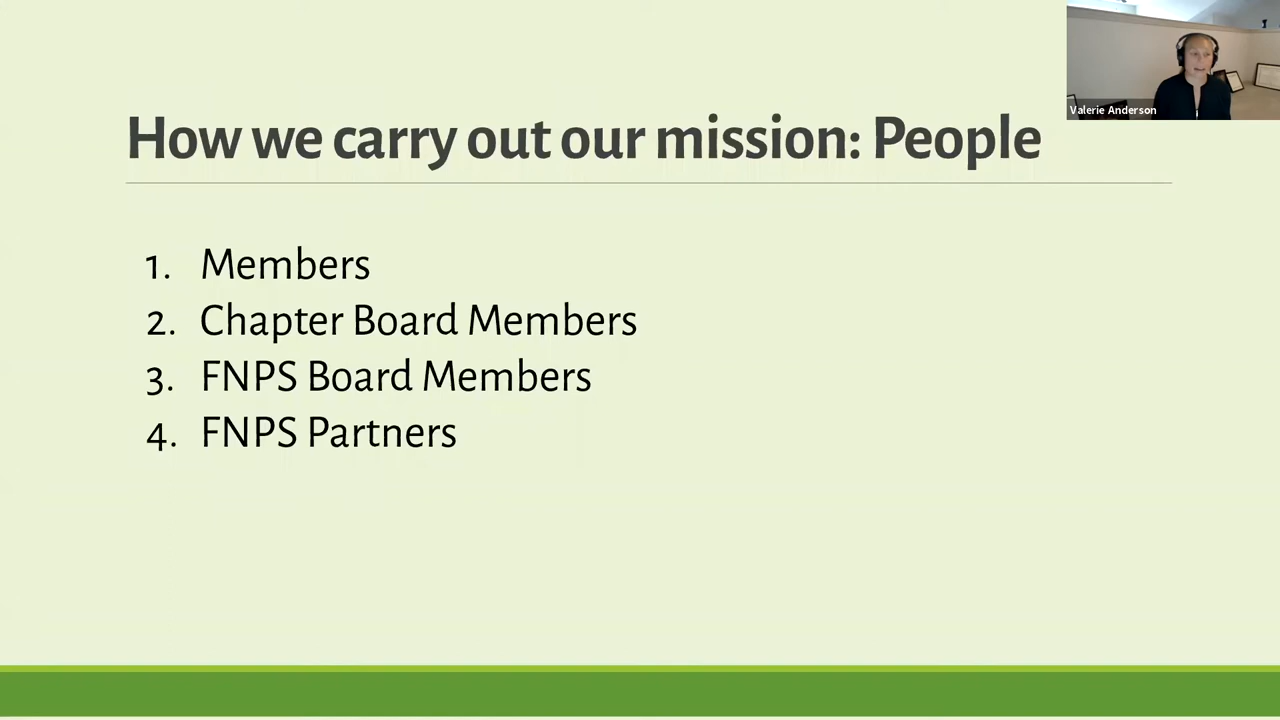 How we carry out our mission: People
Valerie Anderson
1. Members
2. Chapter Board Members
3. FNPS Board Members
4. FNPS Partners